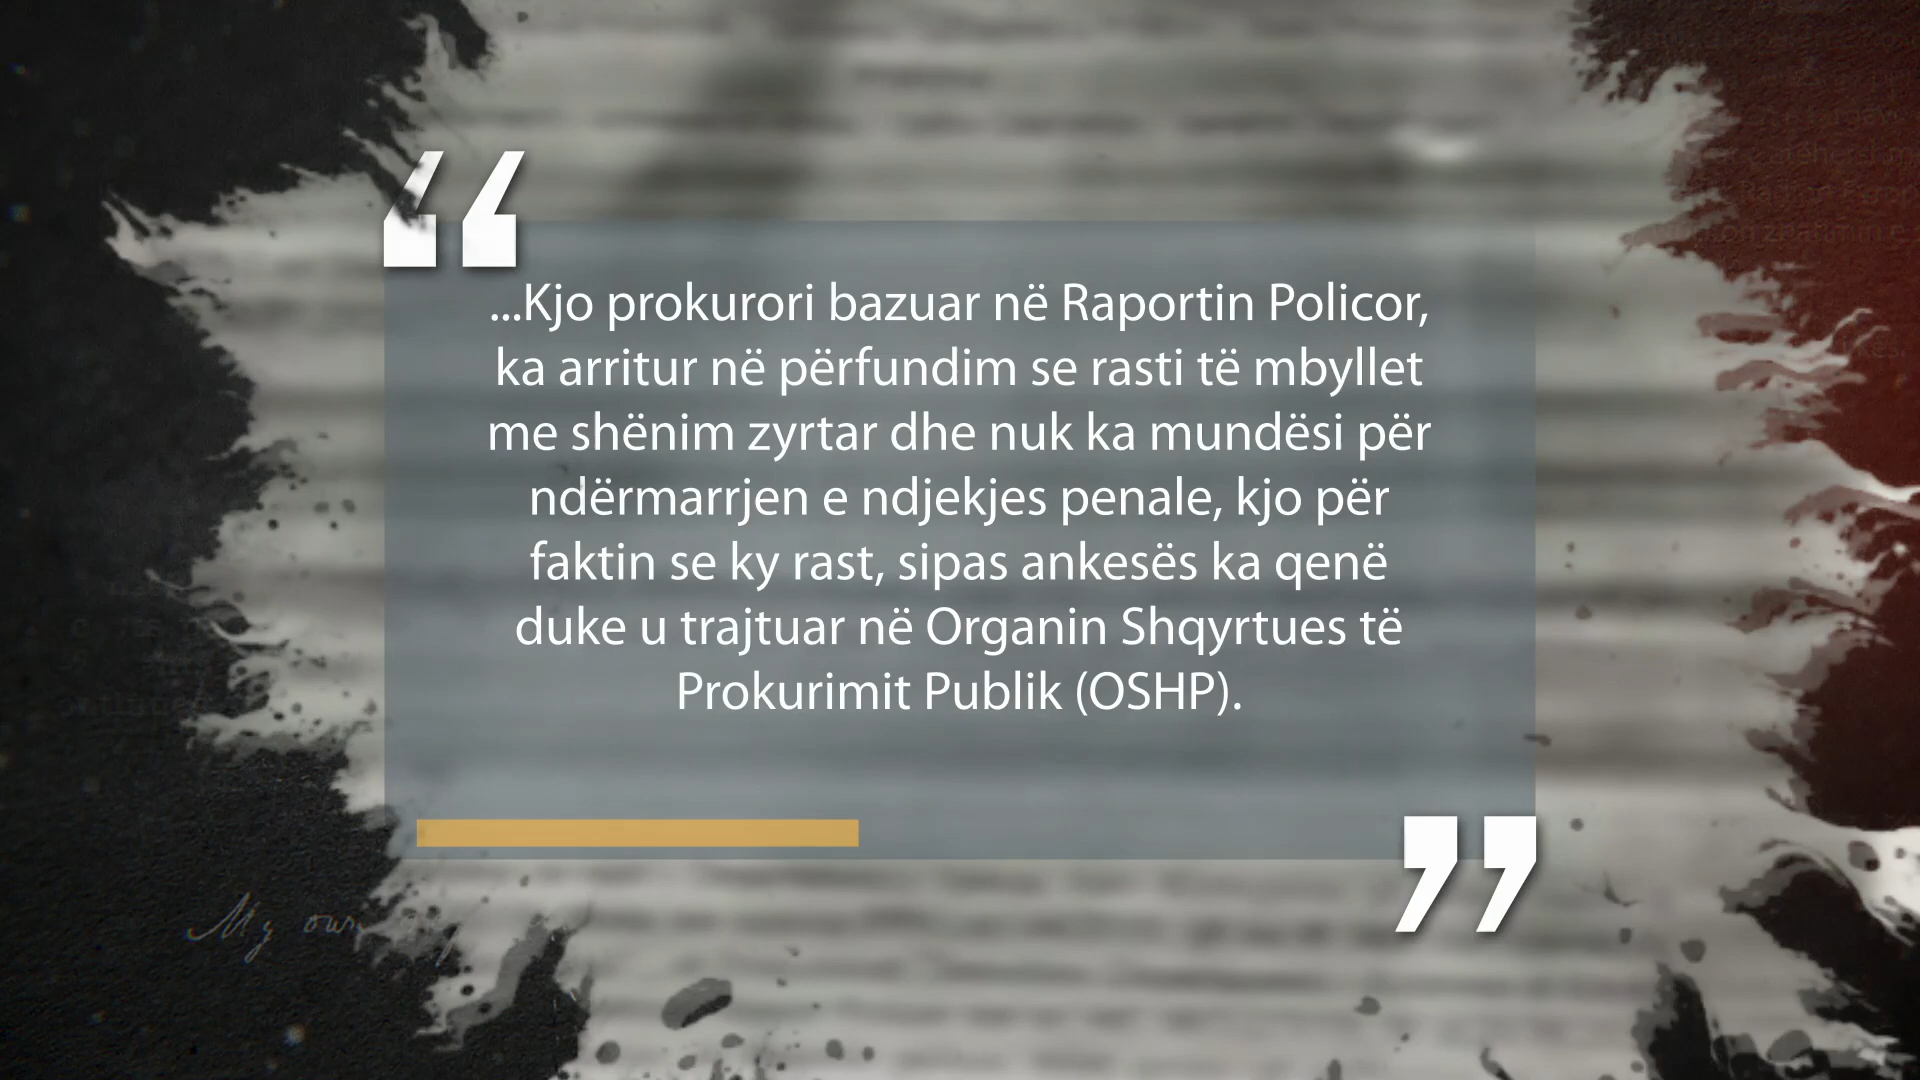 “
...Kjo prokurori bazuar në Raportin Policor,
ka arritur në përfundim se rasti të mbyllet
me shënim zyrtar dhe nuk ka mundësi për
ndërmarrjen e ndjekjes penale, kjo për
faktin se ky rast, sipas ankesës ka qenë
duke u trajtuar në Organin Shqyrtues të
Prokurimit Publik (OSHP).
”
My own